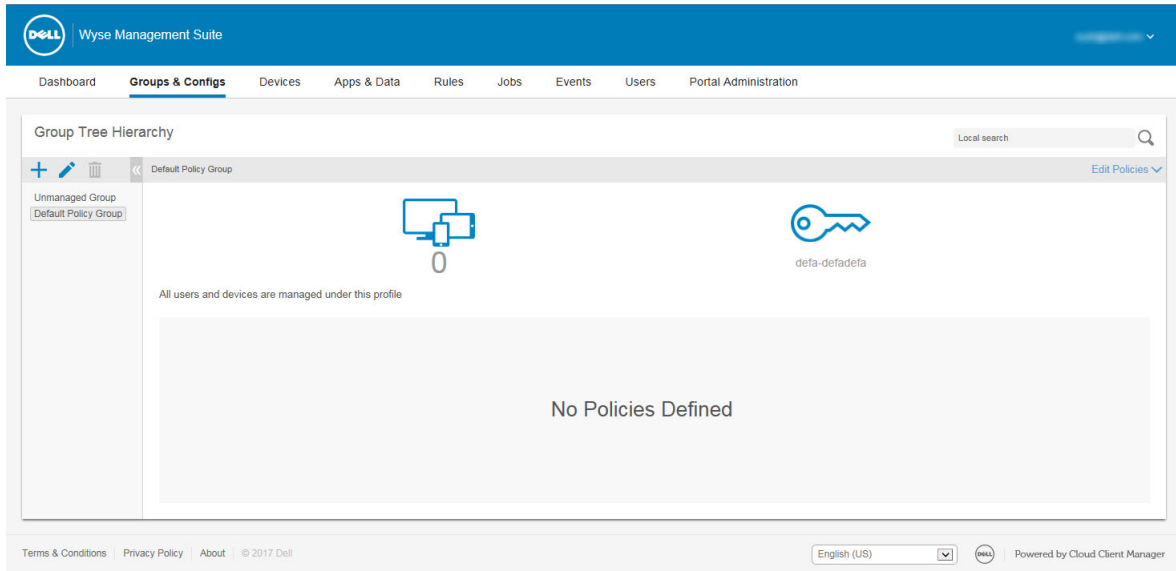 DELL Wyse Management Suite
Dashboard Groups & Configs Devices Apps & Data Rules Jobs Events Users Portal Administration
Group Tree Hierarchy
Local search
Default Policy Group Edit Policies
Unmanaged Group
Default Policy Group
0
defa-defadefa
All users and devices are managed under this profile
No Policies Defined
Terms & Conditions Privacy Policy About © 2017 Dell English (US) DELL Powered by Cloud Client Manager